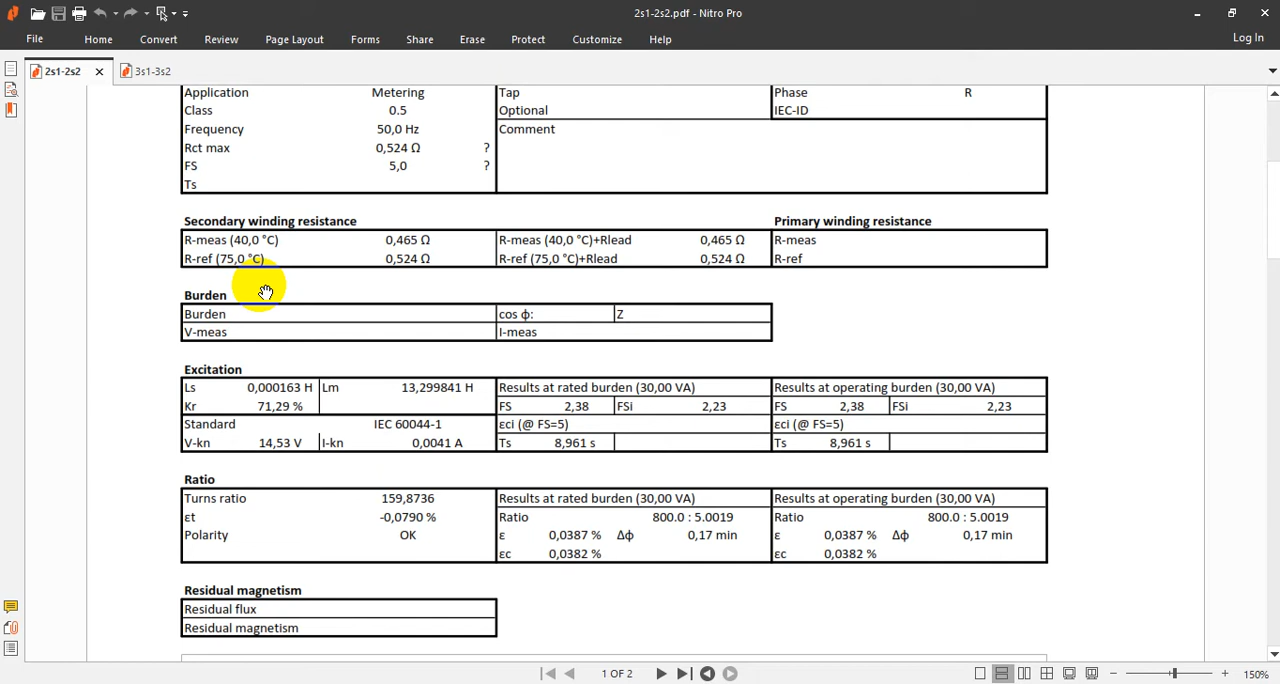 2s1-2s2.pdf - Nitro Pro
File Home Convert Review Page Layout Forms Share Erase Protect Customize Help Log In
2s1-2s2 3s1-3s2
Application Metering Tap Phase R
Class 0.5 Optional IEC-ID
Frequency 50,0 Hz Comment
Rct max 0,524 Ω ?
FS 5,0 ?
Ts
Secondary winding resistance Primary winding resistance
R-meas (40,0 °C) 0,465 Ω R-meas (40,0 °C)+Rlead 0,465 Ω R-meas
R-ref (75,0 °C) 0,524 Ω R-ref (75,0 °C)+Rlead 0,524 Ω R-ref
Burden
Burden cos ϕ: Z
V-meas I-meas
Excitation
Ls 0,000163 H Lm 13,299841 H Results at rated burden (30,00 VA) Results at operating burden (30,00 VA)
Kr 71,29 % FS 2,38 FSi 2,23 FS 2,38 FSi 2,23
Standard IEC 60044-1 εci (@ FS=5) εci (@ FS=5)
V-kn 14,53 V I-kn 0,0041 A Ts 8,961 s Ts 8,961 s
Ratio
Turns ratio 159,8736 Results at rated burden (30,00 VA) Results at operating burden (30,00 VA)
εt -0,0790 % Ratio 800.0 : 5.0019 Ratio 800.0 : 5.0019
Polarity OK ε 0,0387 % Δϕ 0,17 min ε 0,0387 % Δϕ 0,17 min
εc 0,0382 % εc 0,0382 %
Residual magnetism
Residual flux
Residual magnetism
1 OF 2 150%